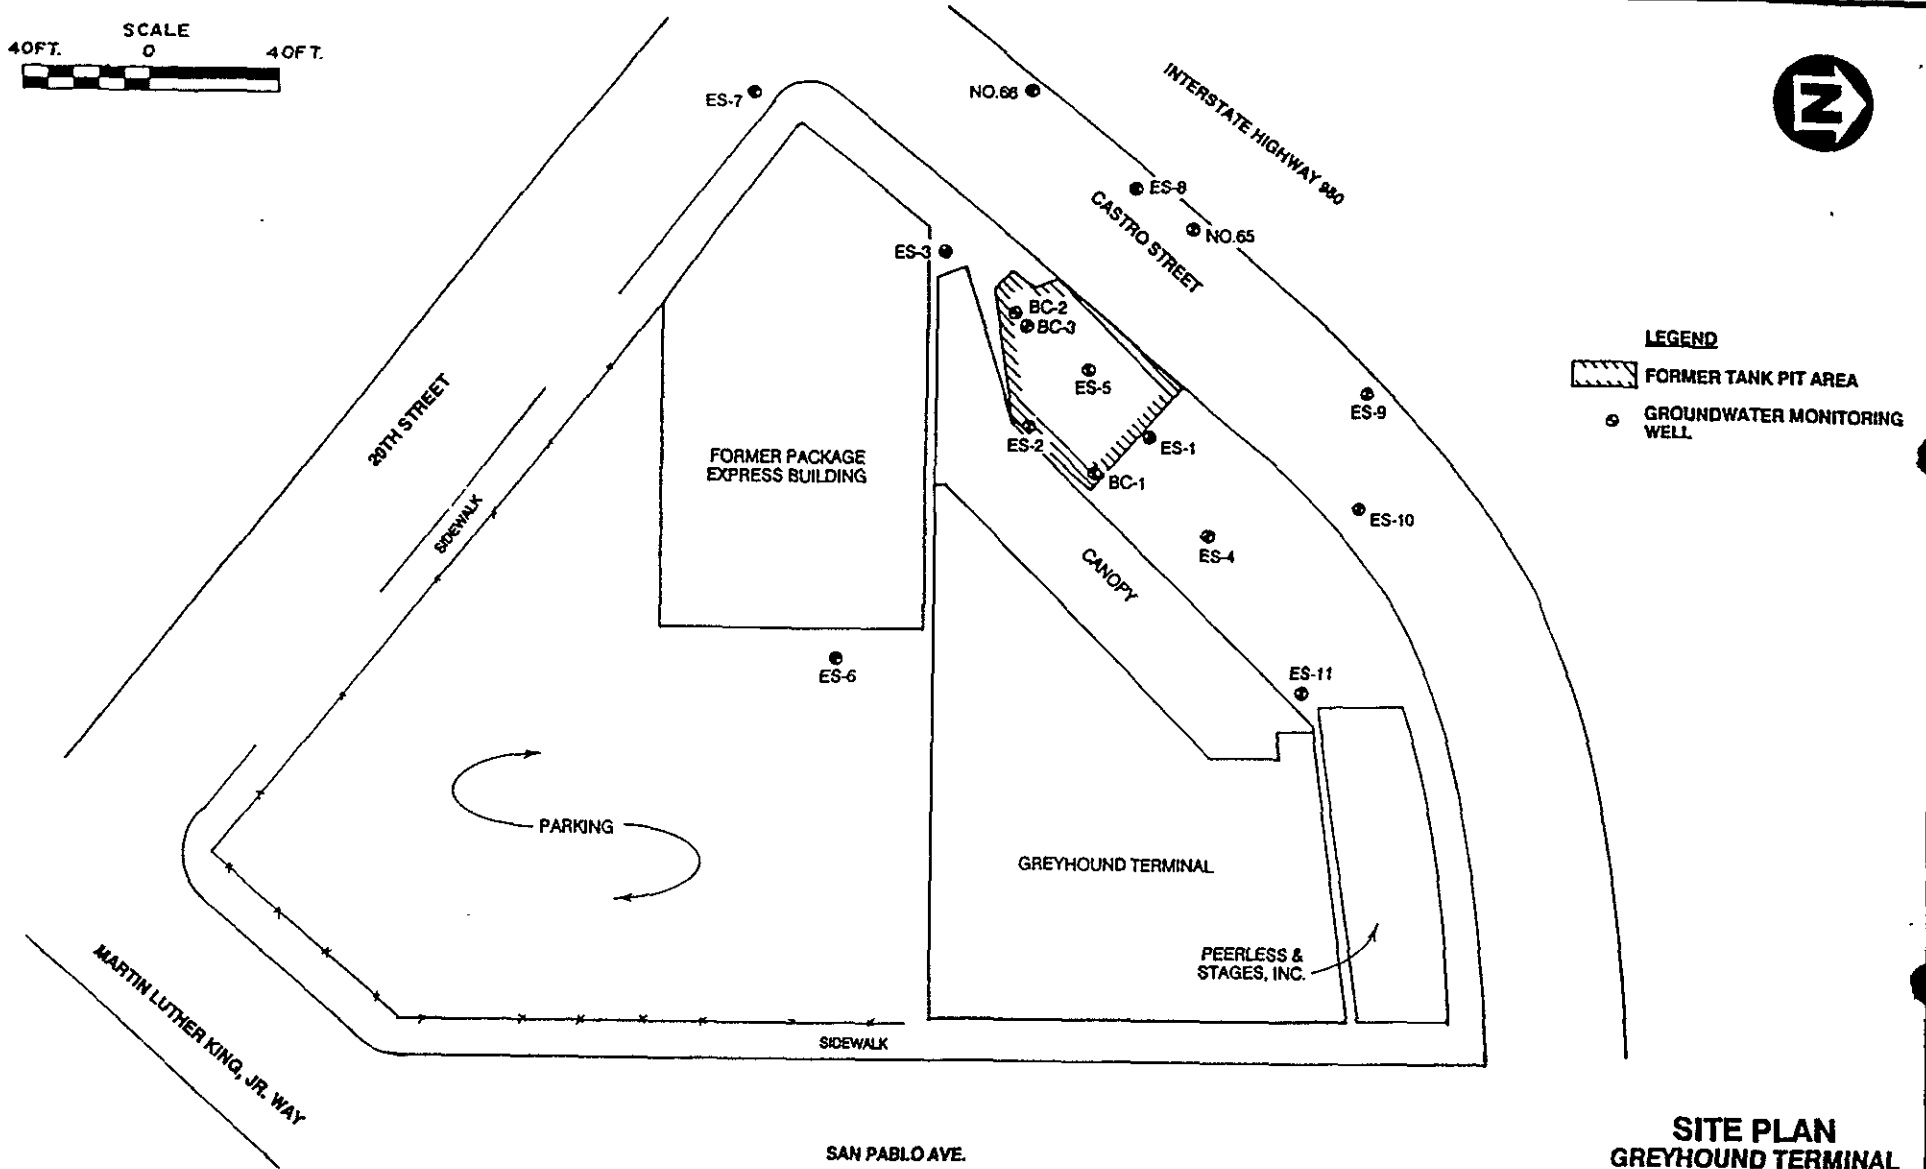 SCALE
40FT. 0 40FT.
N
INTERSTATE HIGHWAY 980
ES-7
NO.66
ES-8
CASTRO STREET
NO.65
ES-3
BC-2
BC-3
ES-5
ES-9
ES-2
ES-1
BC-1
ES-10
ES-4
LEGEND
FORMER TANK PIT AREA
GROUNDWATER MONITORING
WELL
20TH STREET
SIDEWALK
FORMER PACKAGE
EXPRESS BUILDING
CANOPY
ES-6
ES-11
PARKING
GREYHOUND TERMINAL
PEERLESS &
STAGES, INC.
SIDEWALK
MARTIN LUTHER KING, JR. WAY
SAN PABLO AVE.
SITE PLAN
GREYHOUND TERMINAL